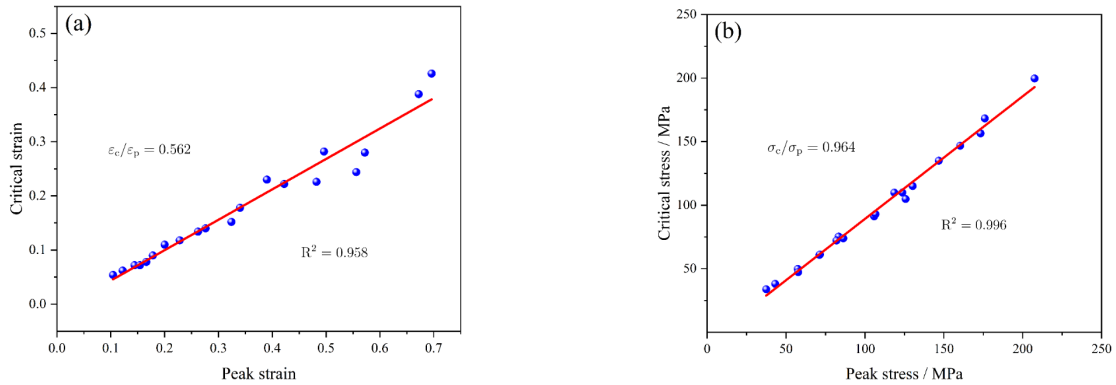 (a)
0.5
0.4
0.3
0.2
0.1
0.0
Critical strain
εc/εp = 0.562
R² = 0.958
0.0 0.1 0.2 0.3 0.4 0.5 0.6 0.7
Peak strain
(b)
250
200
150
100
50
Critical stress / MPa
σc/σp = 0.964
R² = 0.996
0 50 100 150 200 250
Peak stress / MPa